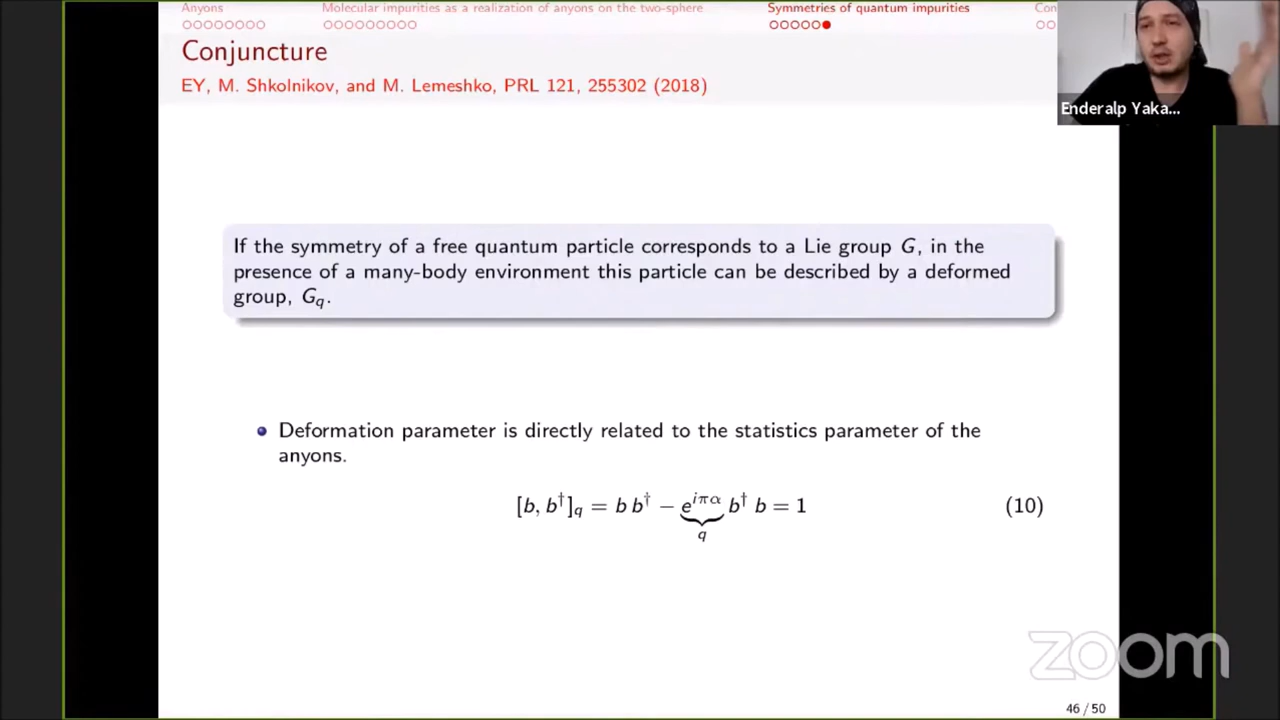 Anyons
Molecular impurities as a realization of anyons on the two-sphere
Symmetries of quantum impurities
Con
Conjuncture
EY, M. Shkolnikov, and M. Lemeshko, PRL 121, 255302 (2018)
Enderalp Yaka...
If the symmetry of a free quantum particle corresponds to a Lie group G, in the
presence of a many-body environment this particle can be described by a deformed
group, G_q.
Deformation parameter is directly related to the statistics parameter of the
anyons.
[b, b†]_q = b b† − e^{iπα} b† b = 1 (10)
q
zoom
46 / 50